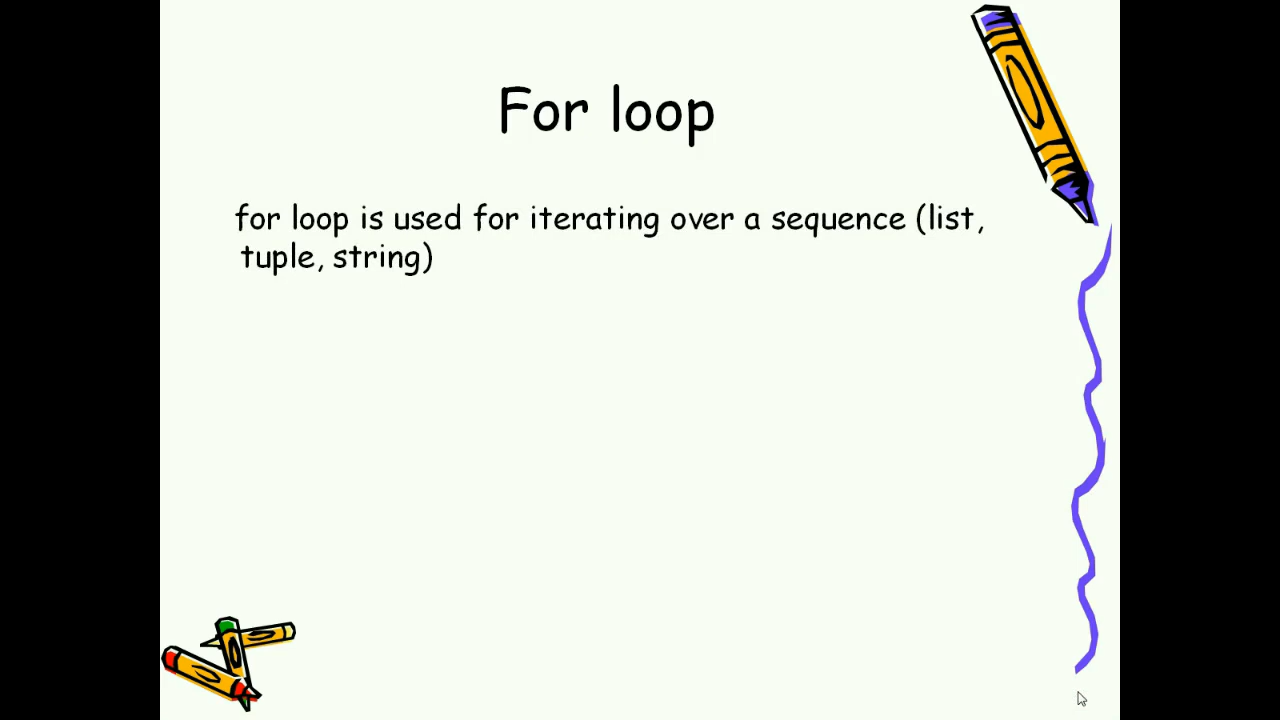 For loop
for loop is used for iterating over a sequence (list,
tuple, string)